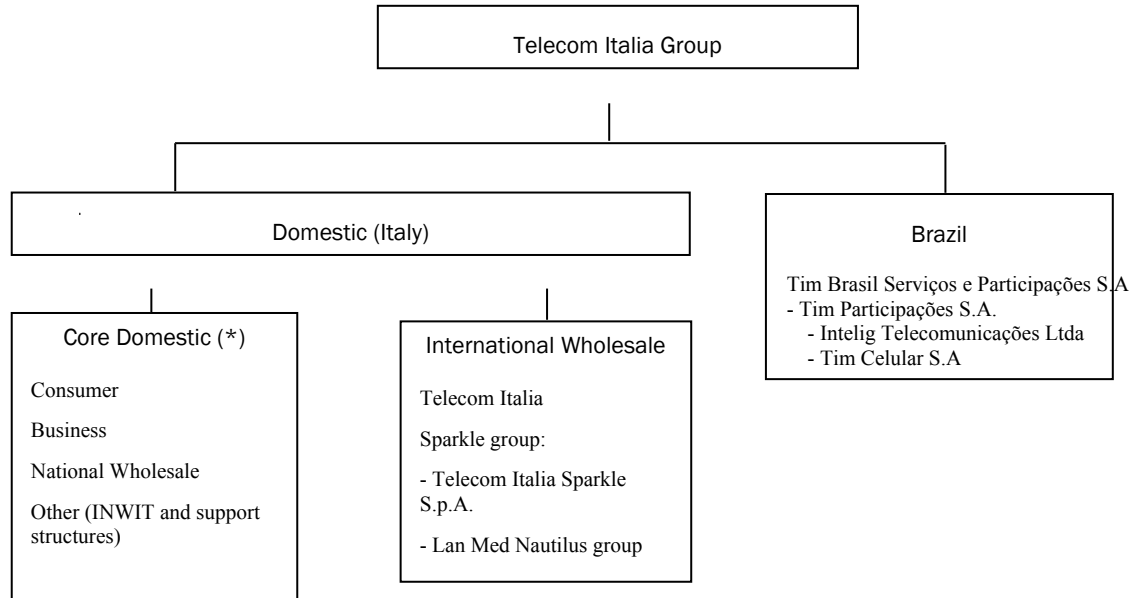 Telecom Italia Group
Domestic (Italy)
Brazil
Tim Brasil Serviços e Participações S.A
- Tim Participações S.A.
- Intelig Telecomunicações Ltda
- Tim Celular S.A
Core Domestic (*)
Consumer
Business
National Wholesale
Other (INWIT and support
structures)
International Wholesale
Telecom Italia
Sparkle group:
- Telecom Italia Sparkle
S.p.A.
- Lan Med Nautilus group